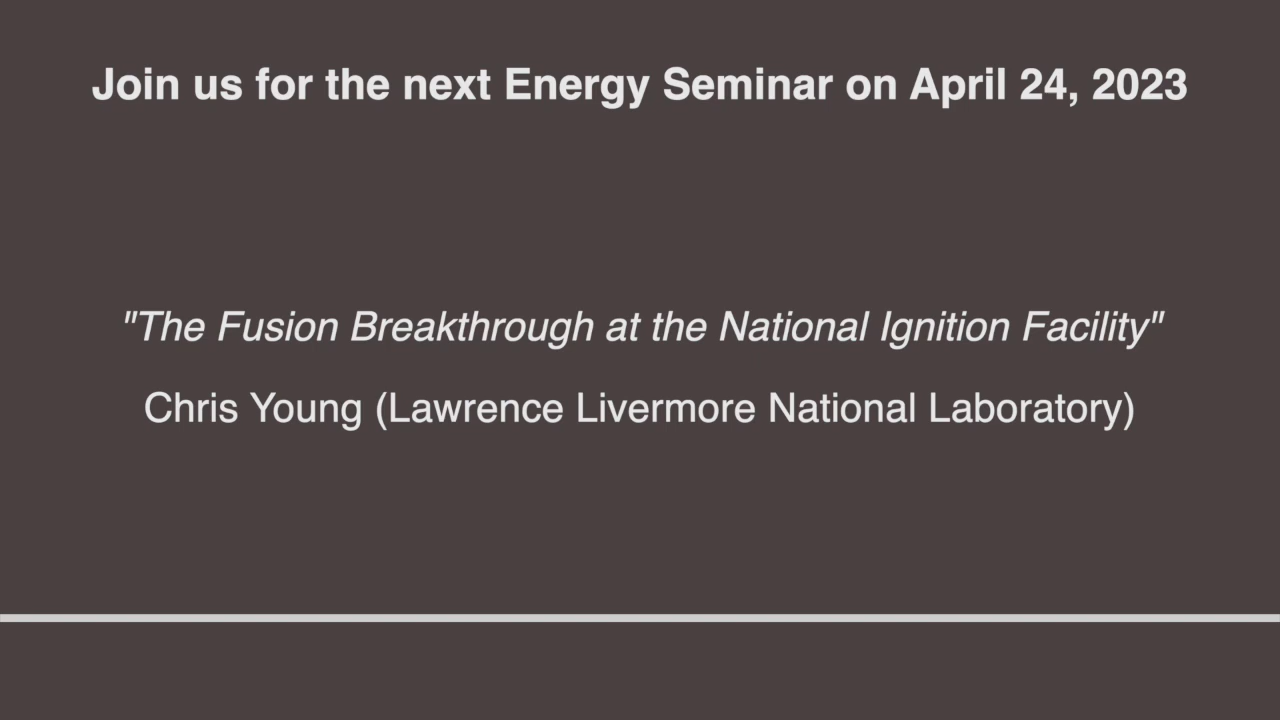 Join us for the next Energy Seminar on April 24, 2023
"The Fusion Breakthrough at the National Ignition Facility"
Chris Young (Lawrence Livermore National Laboratory)